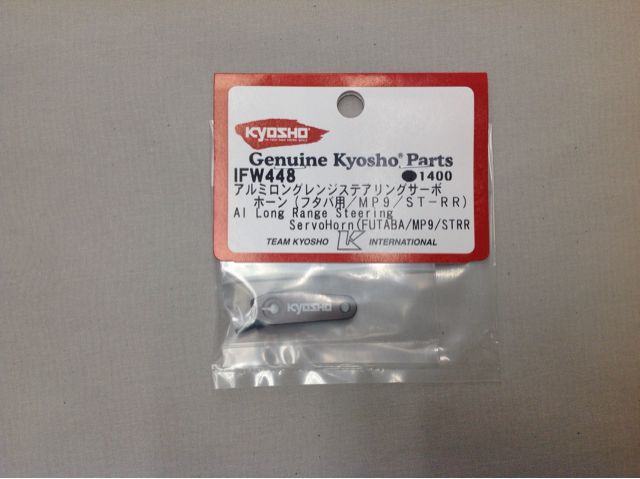 KYOSHO
Genuine Kyosho® Parts
IFW448 ●1400
アルミロングレンジステアリングサーボ
ホーン(フタバ用/MP9/ST-RR)
Al Long Range Steering
ServoHorn(FUTABA/MP9/STRR
TEAM KYOSHO K INTERNATIONAL
KYOSHO